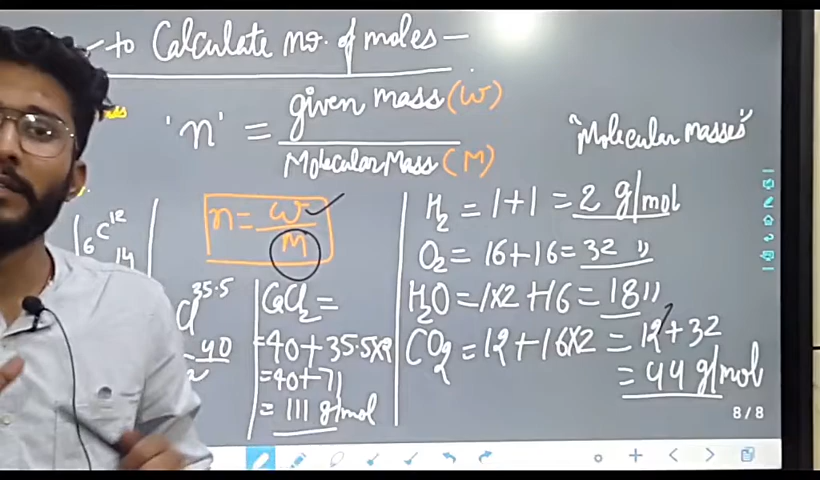 to Calculate no. of moles —
'n' = given mass (w)
Molecular Mass (M)
"Molecular masses"
n = w
M
₆C¹²
14
Cl³⁵·⁵
40
CaCl₂ =
= 40 + 35.5x2
= 40 + 71
= 111 g/mol
H₂ = 1 + 1 = 2 g/mol
O₂ = 16 + 16 = 32 "
H₂O = 1x2 + 16 = 18 "
CO₂ = 12 + 16x2 = 12 + 32
= 44 g/mol
8/8